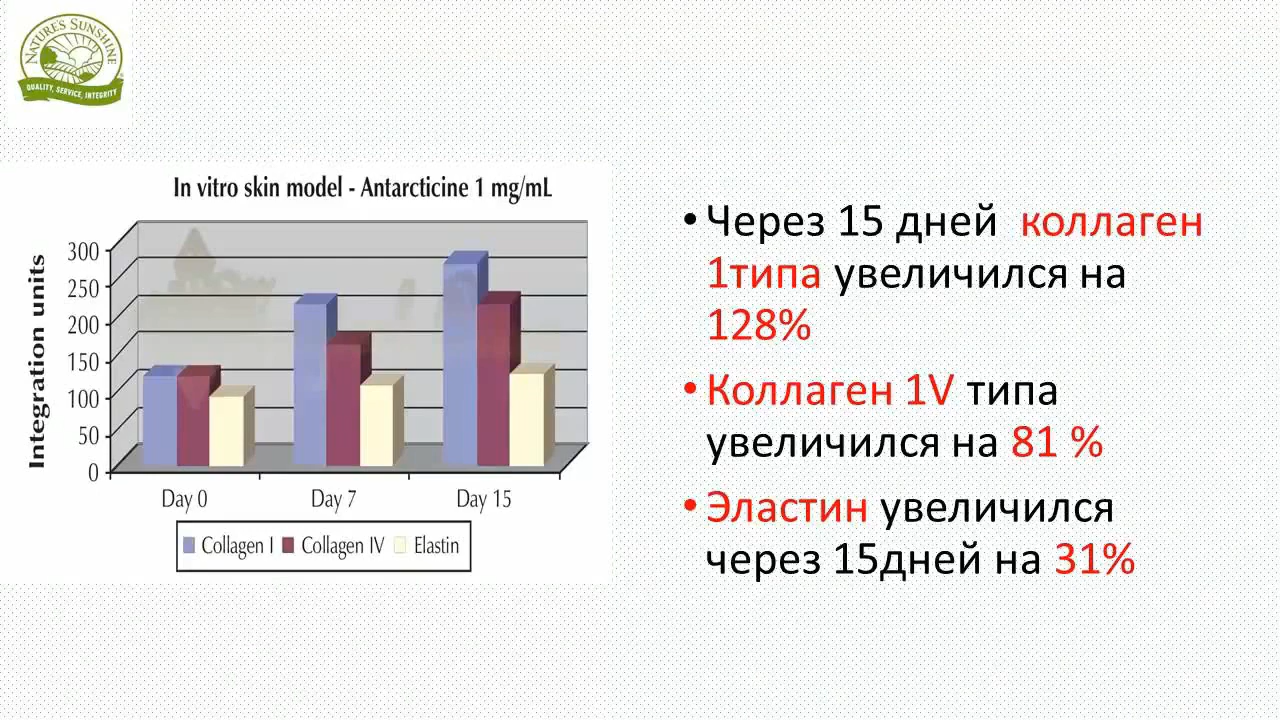 NATURE'S SUNSHINE
QUALITY, SERVICE, INTEGRITY
In vitro skin model - Antarcticine 1 mg/mL
Integration units
300
250
200
150
100
50
0
Day 0 Day 7 Day 15
Collagen I Collagen IV Elastin
• Через 15 дней коллаген
1типа увеличился на
128%
• Коллаген 1V типа
увеличился на 81 %
• Эластин увеличился
через 15дней на 31%